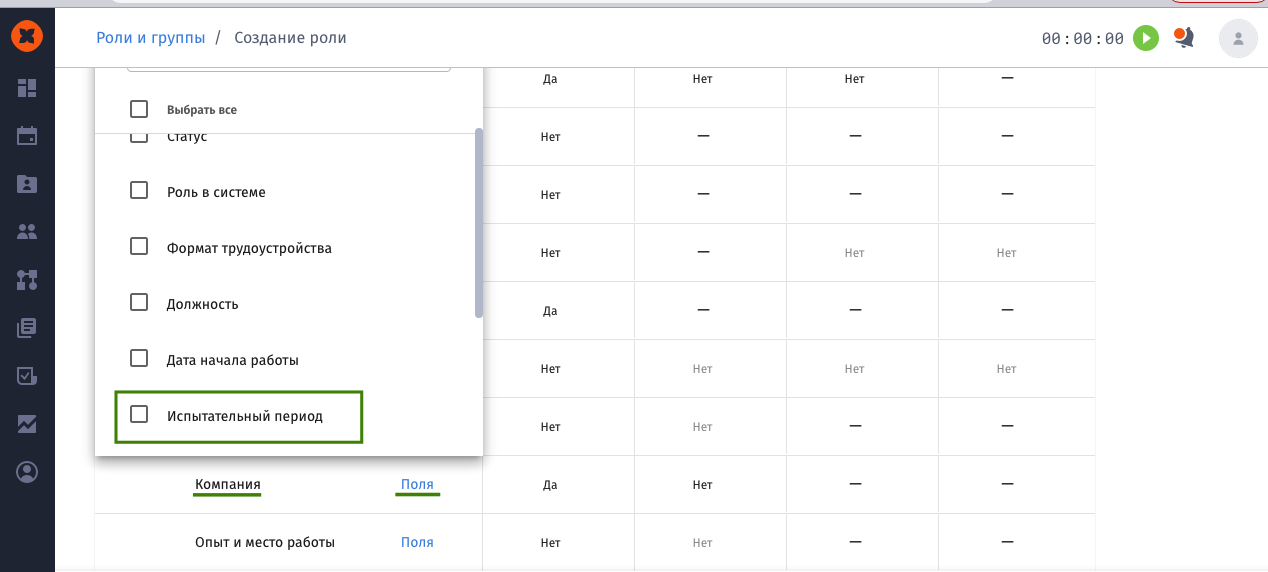 Роли и группы / Создание роли 00:00:00
Да Нет Нет —
Выбрать все
Статус Нет — — —
Роль в системе Нет — — —
Формат трудоустройства Нет — Нет Нет
Должность Да — — —
Дата начала работы Нет Нет Нет Нет
Испытательный период Нет Нет — —
Компания Поля Да Нет — —
Опыт и место работы Поля Нет Нет — —